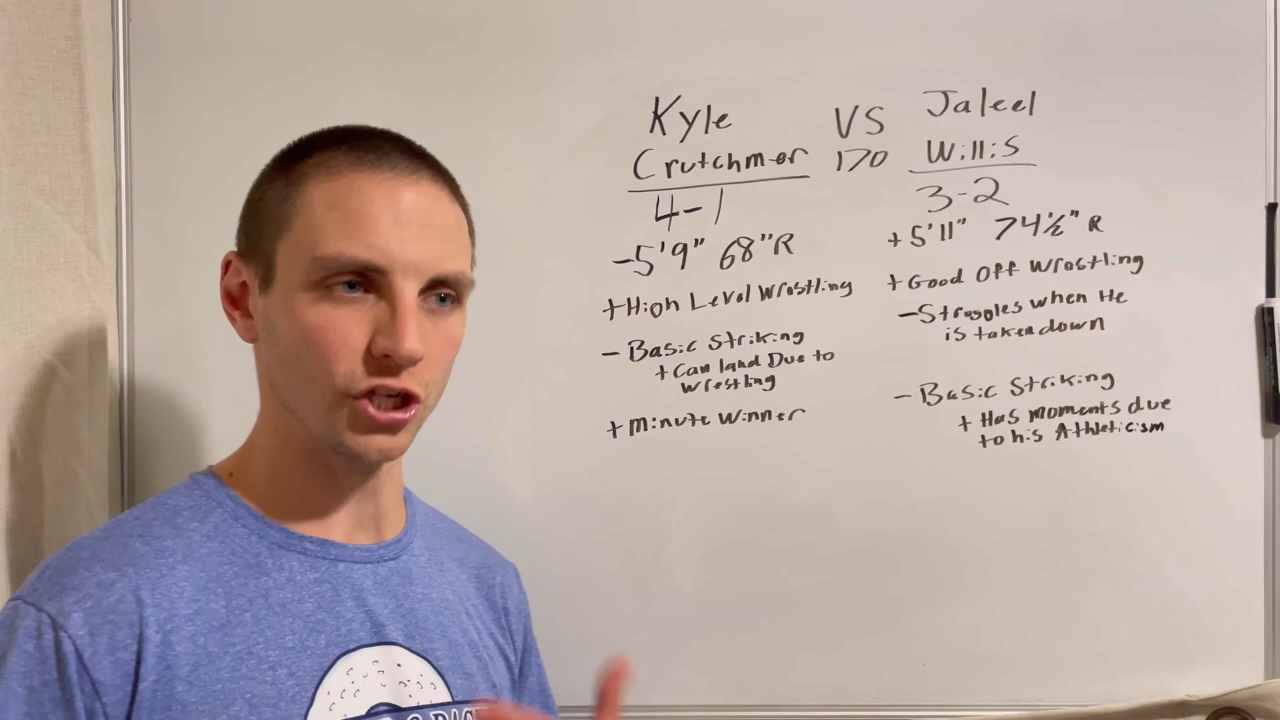 Kyle
Crutchmer
4-1
-5'9" 68"R
+High Level Wrestling
- Basic Striking
+ Can land Due to
Wrestling
+ Minute Winner
VS
170
Jaleel
Willis
3-2
+ 5'11" 74½" R
+ Good Off Wrestling
- Struggles when He
is taken down
- Basic Striking
+ Has moments due
to his Athleticism